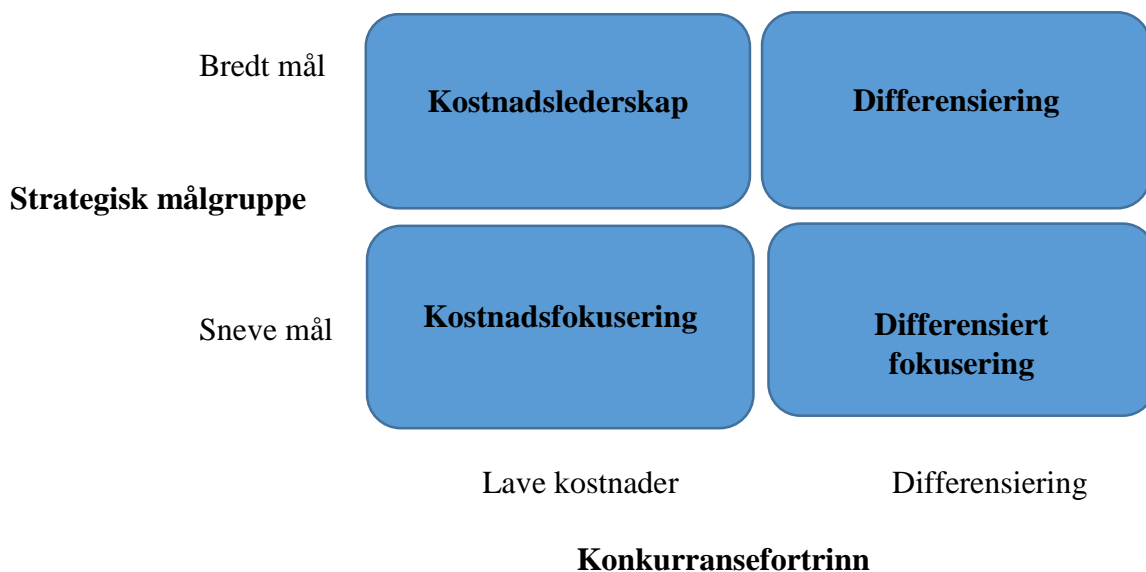 Bredt mål
Kostnadslederskap
Differensiering
Strategisk målgruppe
Sneve mål
Kostnadsfokusering
Differensiert
fokusering
Lave kostnader
Differensiering
Konkurransefortrinn